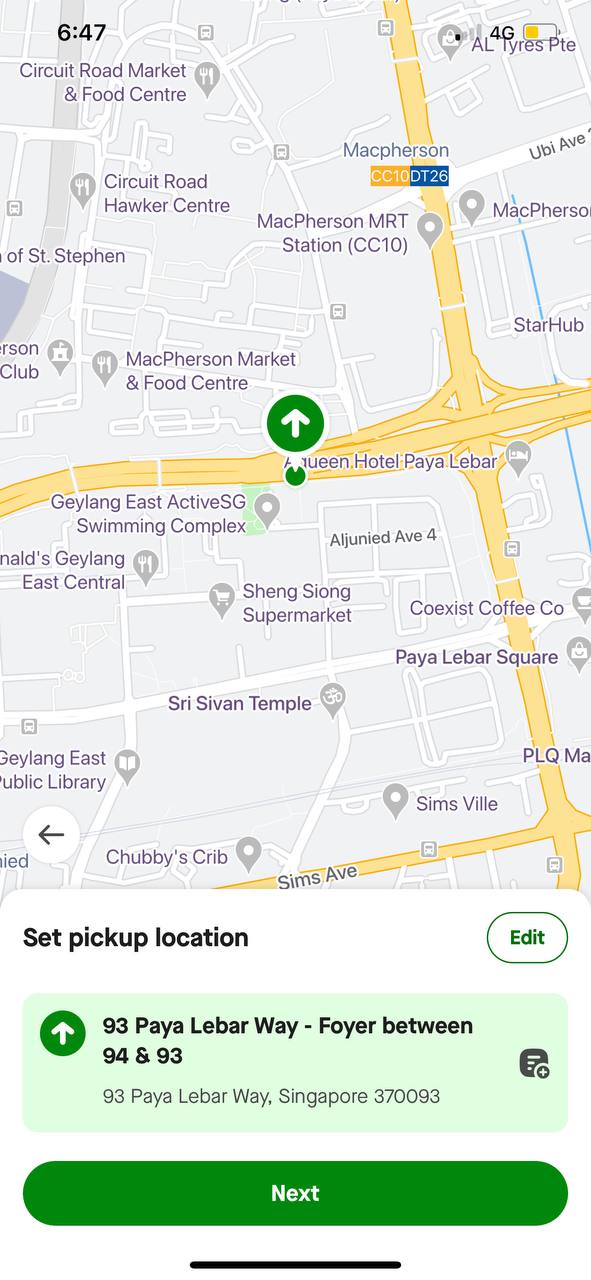 6:47
4G
AL Tyres Pte
Circuit Road Market
& Food Centre
Macpherson
CC10DT26
Ubi Ave
Circuit Road
Hawker Centre
MacPherson MRT
Station (CC10)
MacPherson
of St. Stephen
StarHub
erson
Club
MacPherson Market
& Food Centre
Aqueen Hotel Paya Lebar
Geylang East ActiveSG
Swimming Complex
Aljunied Ave 4
nald's Geylang
East Central
Sheng Siong
Supermarket
Coexist Coffee Co
Paya Lebar Square
Sri Sivan Temple
Geylang East
Public Library
PLQ Ma
Sims Ville
Chubby's Crib
nied
Sims Ave
Set pickup location
Edit
93 Paya Lebar Way - Foyer between
94 & 93
93 Paya Lebar Way, Singapore 370093
Next